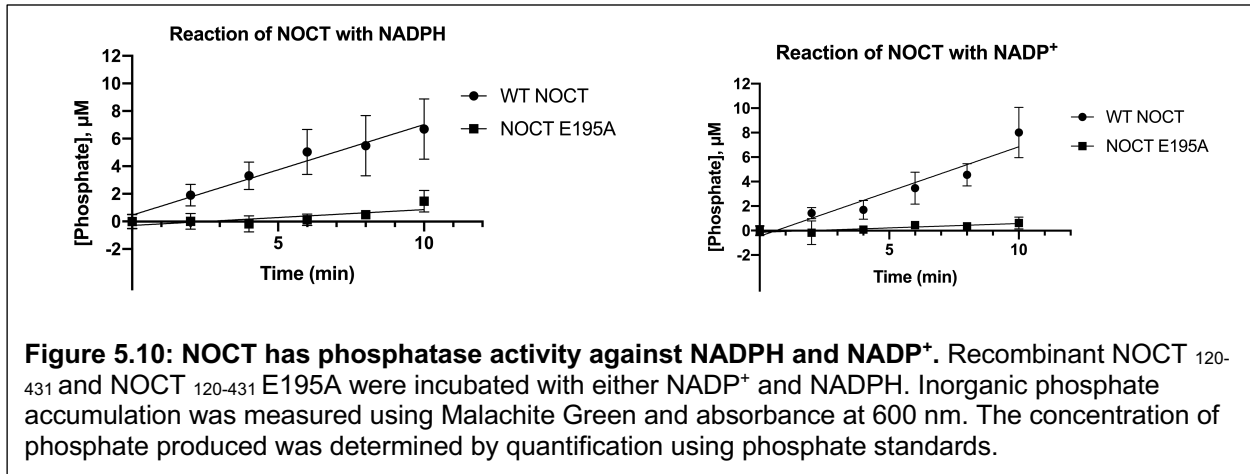 Reaction of NOCT with NADPH
12
10
8
6
4
2
0
-2
[Phosphate], µM
5
10
Time (min)
WT NOCT
NOCT E195A
Reaction of NOCT with NADP+
12
10
8
6
4
2
0
-2
[Phosphate], µM
5
10
Time (min)
WT NOCT
NOCT E195A
Figure 5.10: NOCT has phosphatase activity against NADPH and NADP+. Recombinant NOCT 120-
431 and NOCT 120-431 E195A were incubated with either NADP+ and NADPH. Inorganic phosphate
accumulation was measured using Malachite Green and absorbance at 600 nm. The concentration of
phosphate produced was determined by quantification using phosphate standards.